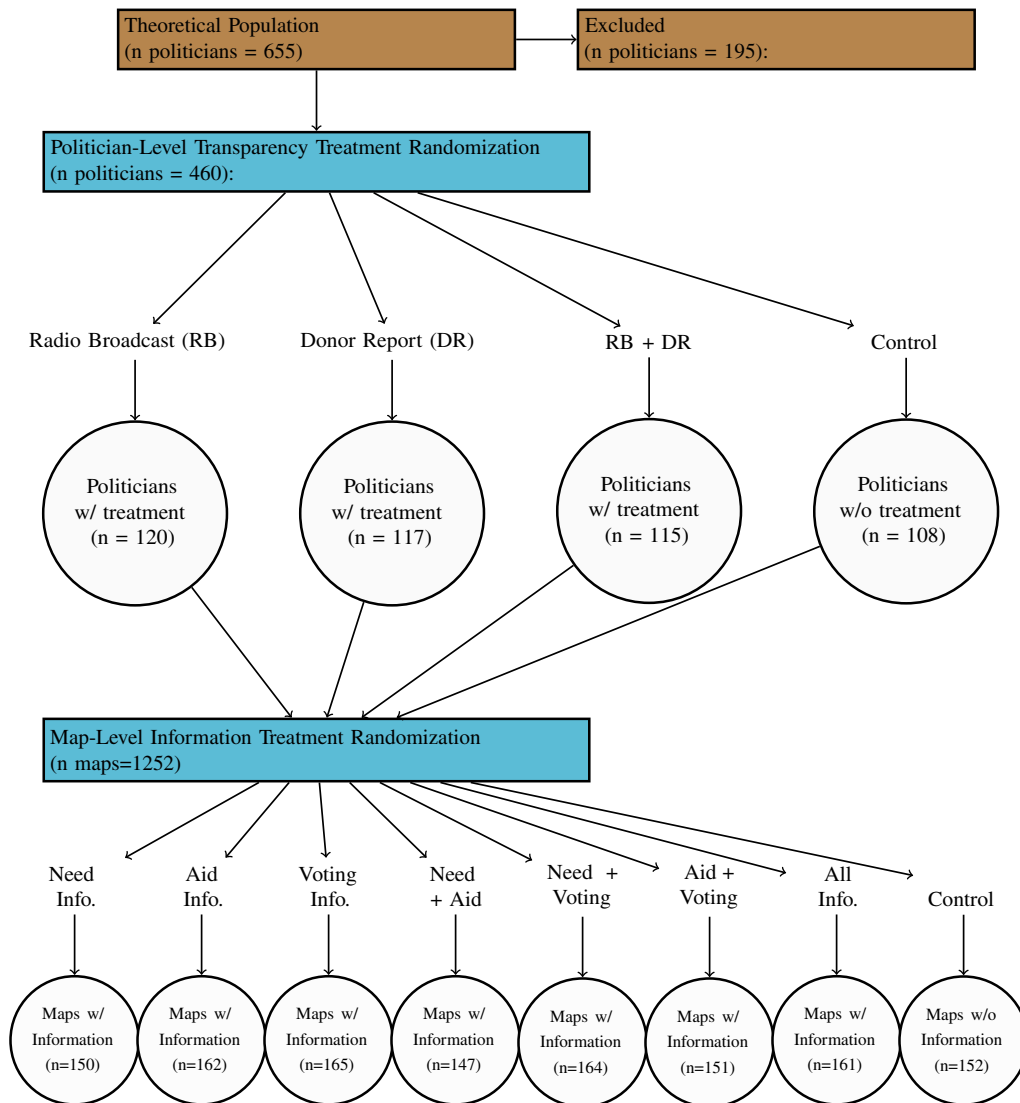 Theoretical Population
(n politicians = 655)
Excluded
(n politicians = 195):
Politician-Level Transparency Treatment Randomization
(n politicians = 460):
Radio Broadcast (RB)
Donor Report (DR)
RB + DR
Control
Politicians
w/ treatment
(n = 120)
Politicians
w/ treatment
(n = 117)
Politicians
w/ treatment
(n = 115)
Politicians
w/o treatment
(n = 108)
Map-Level Information Treatment Randomization
(n maps=1252)
Need
Info.
Aid
Info.
Voting
Info.
Need
+ Aid
Need +
Voting
Aid +
Voting
All
Info.
Control
Maps w/
Information
(n=150)
Maps w/
Information
(n=162)
Maps w/
Information
(n=165)
Maps w/
Information
(n=147)
Maps w/
Information
(n=164)
Maps w/
Information
(n=151)
Maps w/
Information
(n=161)
Maps w/o
Information
(n=152)